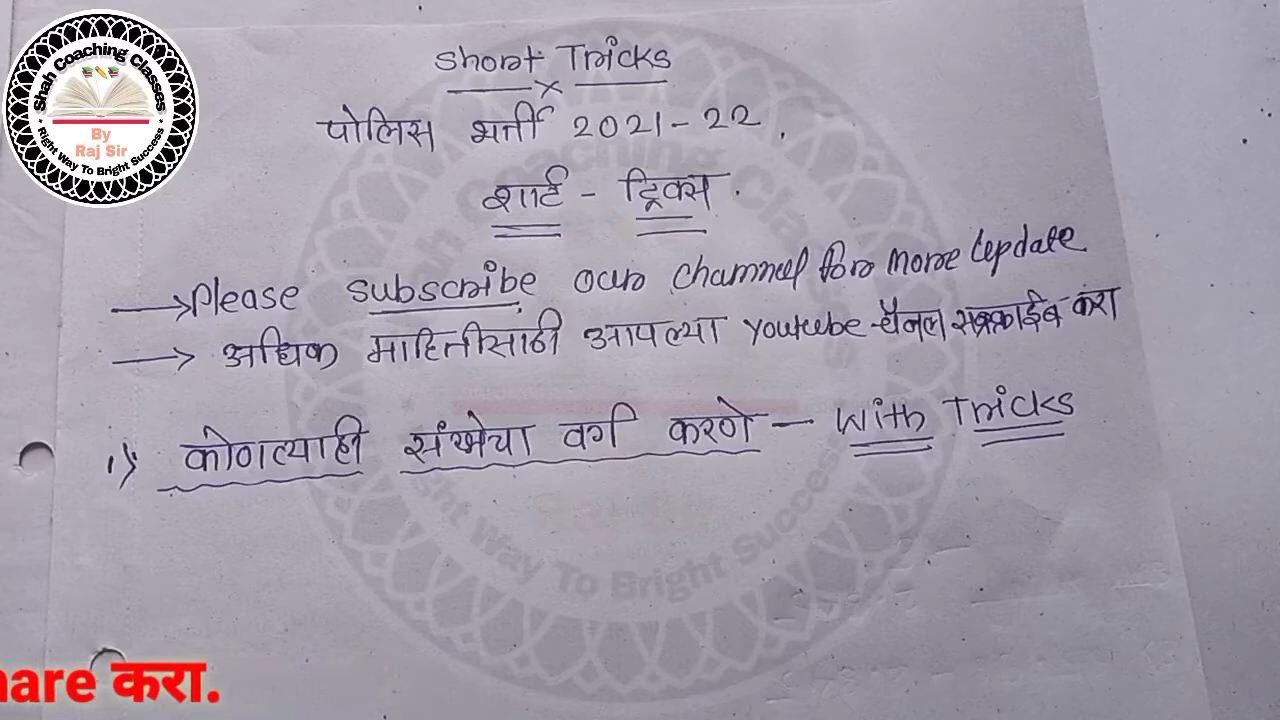 Shah Coaching Classes
By
Raj Sir
Right Way To Bright Success
Short Tricks
पोलिस भर्ती 2021-22.
शार्ट - ट्रिक्स.
→ Please subscribe our channel for more Update
→ अधिक माहितीसाठी आपल्या youtube-चैनल सबस्क्राईब करा
1) कोणत्याही संख्येचा वर्ग करणे - With Tricks
hare करा.